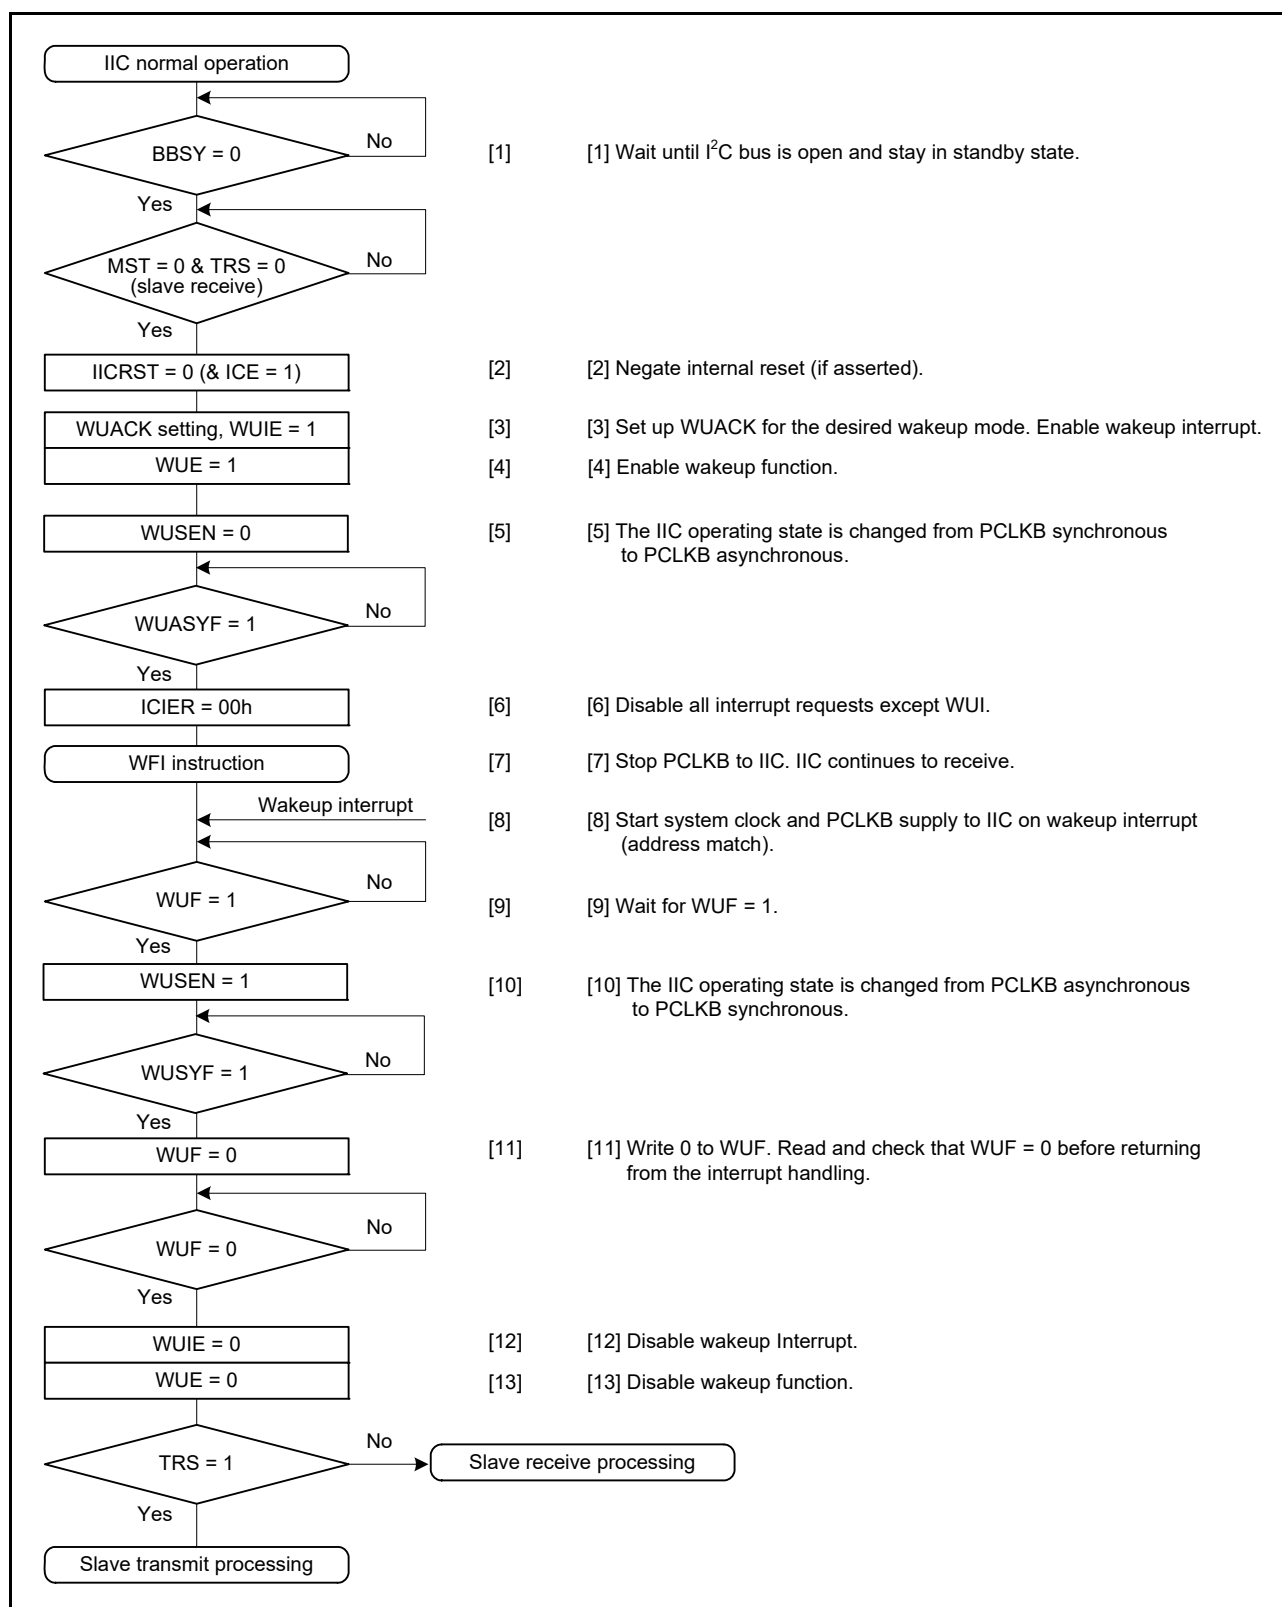 IIC normal operation
No
BBSY = 0
[1]
[1] Wait until I²C bus is open and stay in standby state.
Yes
No
MST = 0 & TRS = 0
(slave receive)
Yes
IICRST = 0 (& ICE = 1)
[2]
[2] Negate internal reset (if asserted).
WUACK setting, WUIE = 1
[3]
[3] Set up WUACK for the desired wakeup mode. Enable wakeup interrupt.
WUE = 1
[4]
[4] Enable wakeup function.
WUSEN = 0
[5]
[5] The IIC operating state is changed from PCLKB synchronous
to PCLKB asynchronous.
No
WUASYF = 1
Yes
ICIER = 00h
[6]
[6] Disable all interrupt requests except WUI.
WFI instruction
[7]
[7] Stop PCLKB to IIC. IIC continues to receive.
Wakeup interrupt
[8]
[8] Start system clock and PCLKB supply to IIC on wakeup interrupt
(address match).
No
WUF = 1
[9]
[9] Wait for WUF = 1.
Yes
WUSEN = 1
[10]
[10] The IIC operating state is changed from PCLKB asynchronous
to PCLKB synchronous.
No
WUSYF = 1
Yes
WUF = 0
[11]
[11] Write 0 to WUF. Read and check that WUF = 0 before returning
from the interrupt handling.
No
WUF = 0
Yes
WUIE = 0
[12]
[12] Disable wakeup Interrupt.
WUE = 0
[13]
[13] Disable wakeup function.
No
TRS = 1
Slave receive processing
Yes
Slave transmit processing